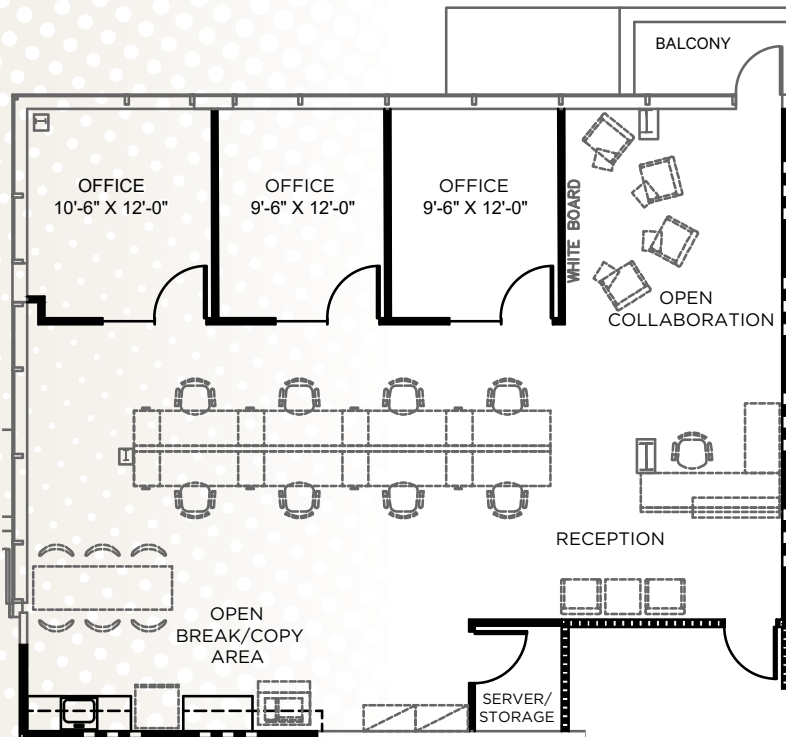 BALCONY
OFFICE
10'-6" X 12'-0"
OFFICE
9'-6" X 12'-0"
OFFICE
9'-6" X 12'-0"
WHITE BOARD
OPEN
COLLABORATION
RECEPTION
OPEN
BREAK/COPY
AREA
SERVER/
STORAGE